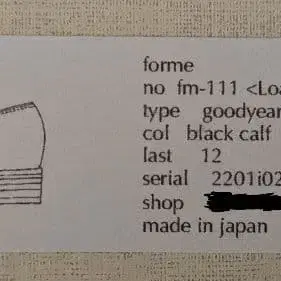 forme
no fm-111 <Loa
type goodyear
col black calf
last 12
serial 2201i02
shop
made in japan